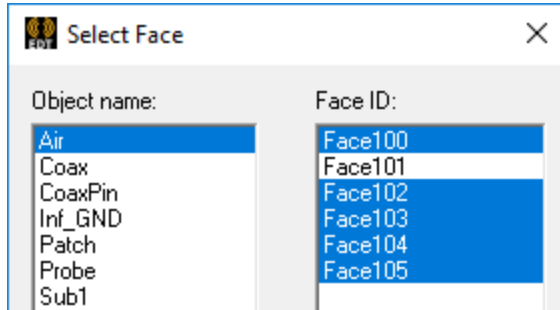 EDT
Select Face
Object name:
Face ID:
Air
Coax
CoaxPin
Inf_GND
Patch
Probe
Sub1
Face100
Face101
Face102
Face103
Face104
Face105